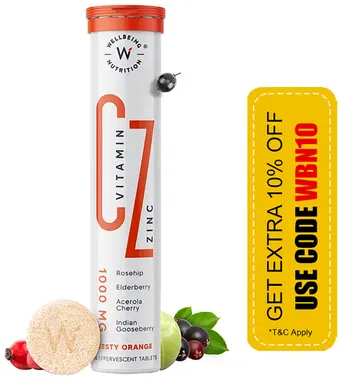 WELLBEING
NUTRITION
W
®
C
VITAMIN
Z
ZINC
1000 MG
Rosehip
Elderberry
Acerola
Cherry
Indian
Gooseberry
ZESTY ORANGE
EFFERVESCENT TABLETS
W
GET EXTRA 10% OFF
USE CODE WBN10
*T&C Apply